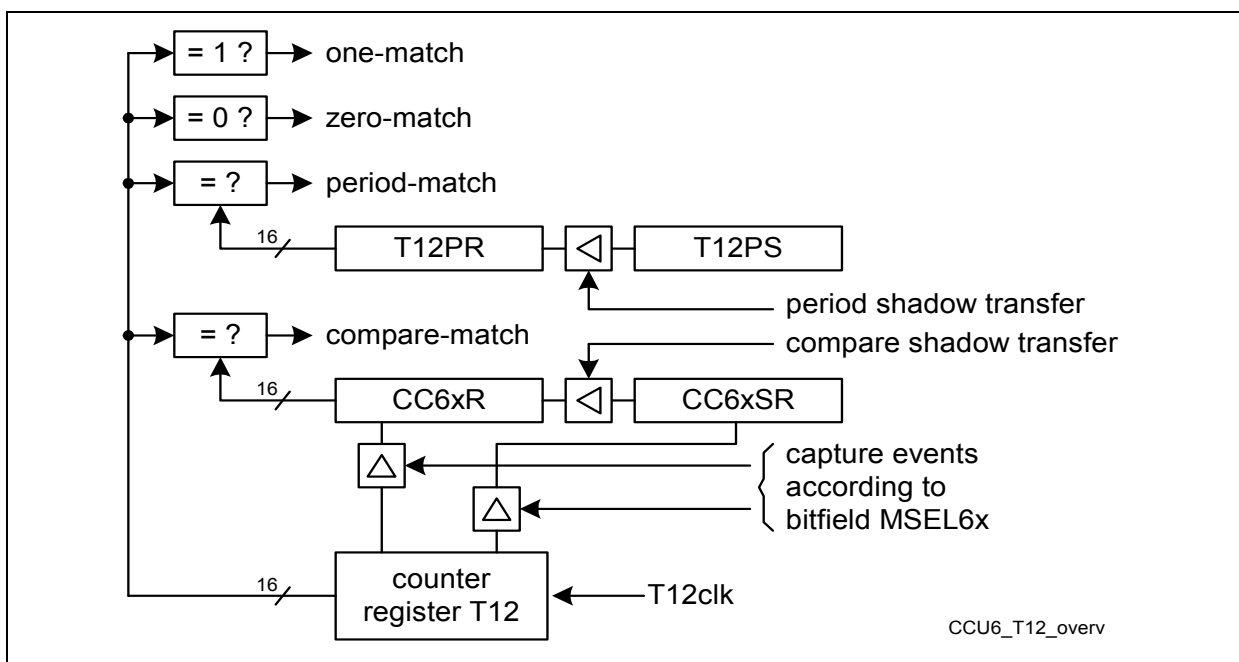 = 1 ?
one-match
= 0 ?
zero-match
= ?
period-match
16
T12PR
T12PS
period shadow transfer
= ?
compare-match
compare shadow transfer
16
CC6xR
CC6xSR
capture events
according to
bitfield MSEL6x
16
counter
register T12
T12clk
CCU6_T12_overv